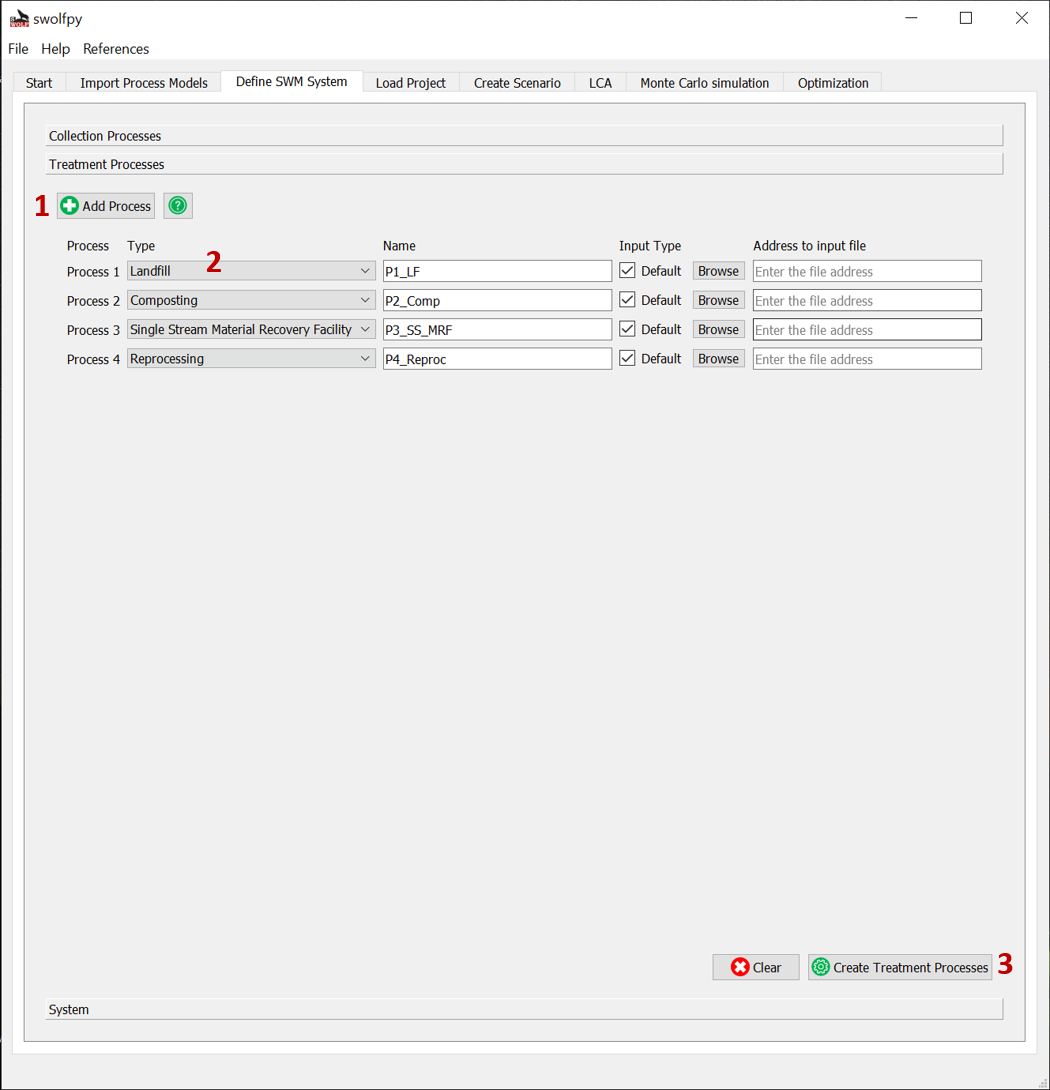 WOLF swolfpy
File Help References
Start Import Process Models Define SWM System Load Project Create Scenario LCA Monte Carlo simulation Optimization
Collection Processes
Treatment Processes
1 Add Process ?
Process Type 2 Name Input Type Address to input file
Process 1 Landfill P1_LF Default Browse Enter the file address
Process 2 Composting P2_Comp Default Browse Enter the file address
Process 3 Single Stream Material Recovery Facility P3_SS_MRF Default Browse Enter the file address
Process 4 Reprocessing P4_Reproc Default Browse Enter the file address
Clear Create Treatment Processes 3
System